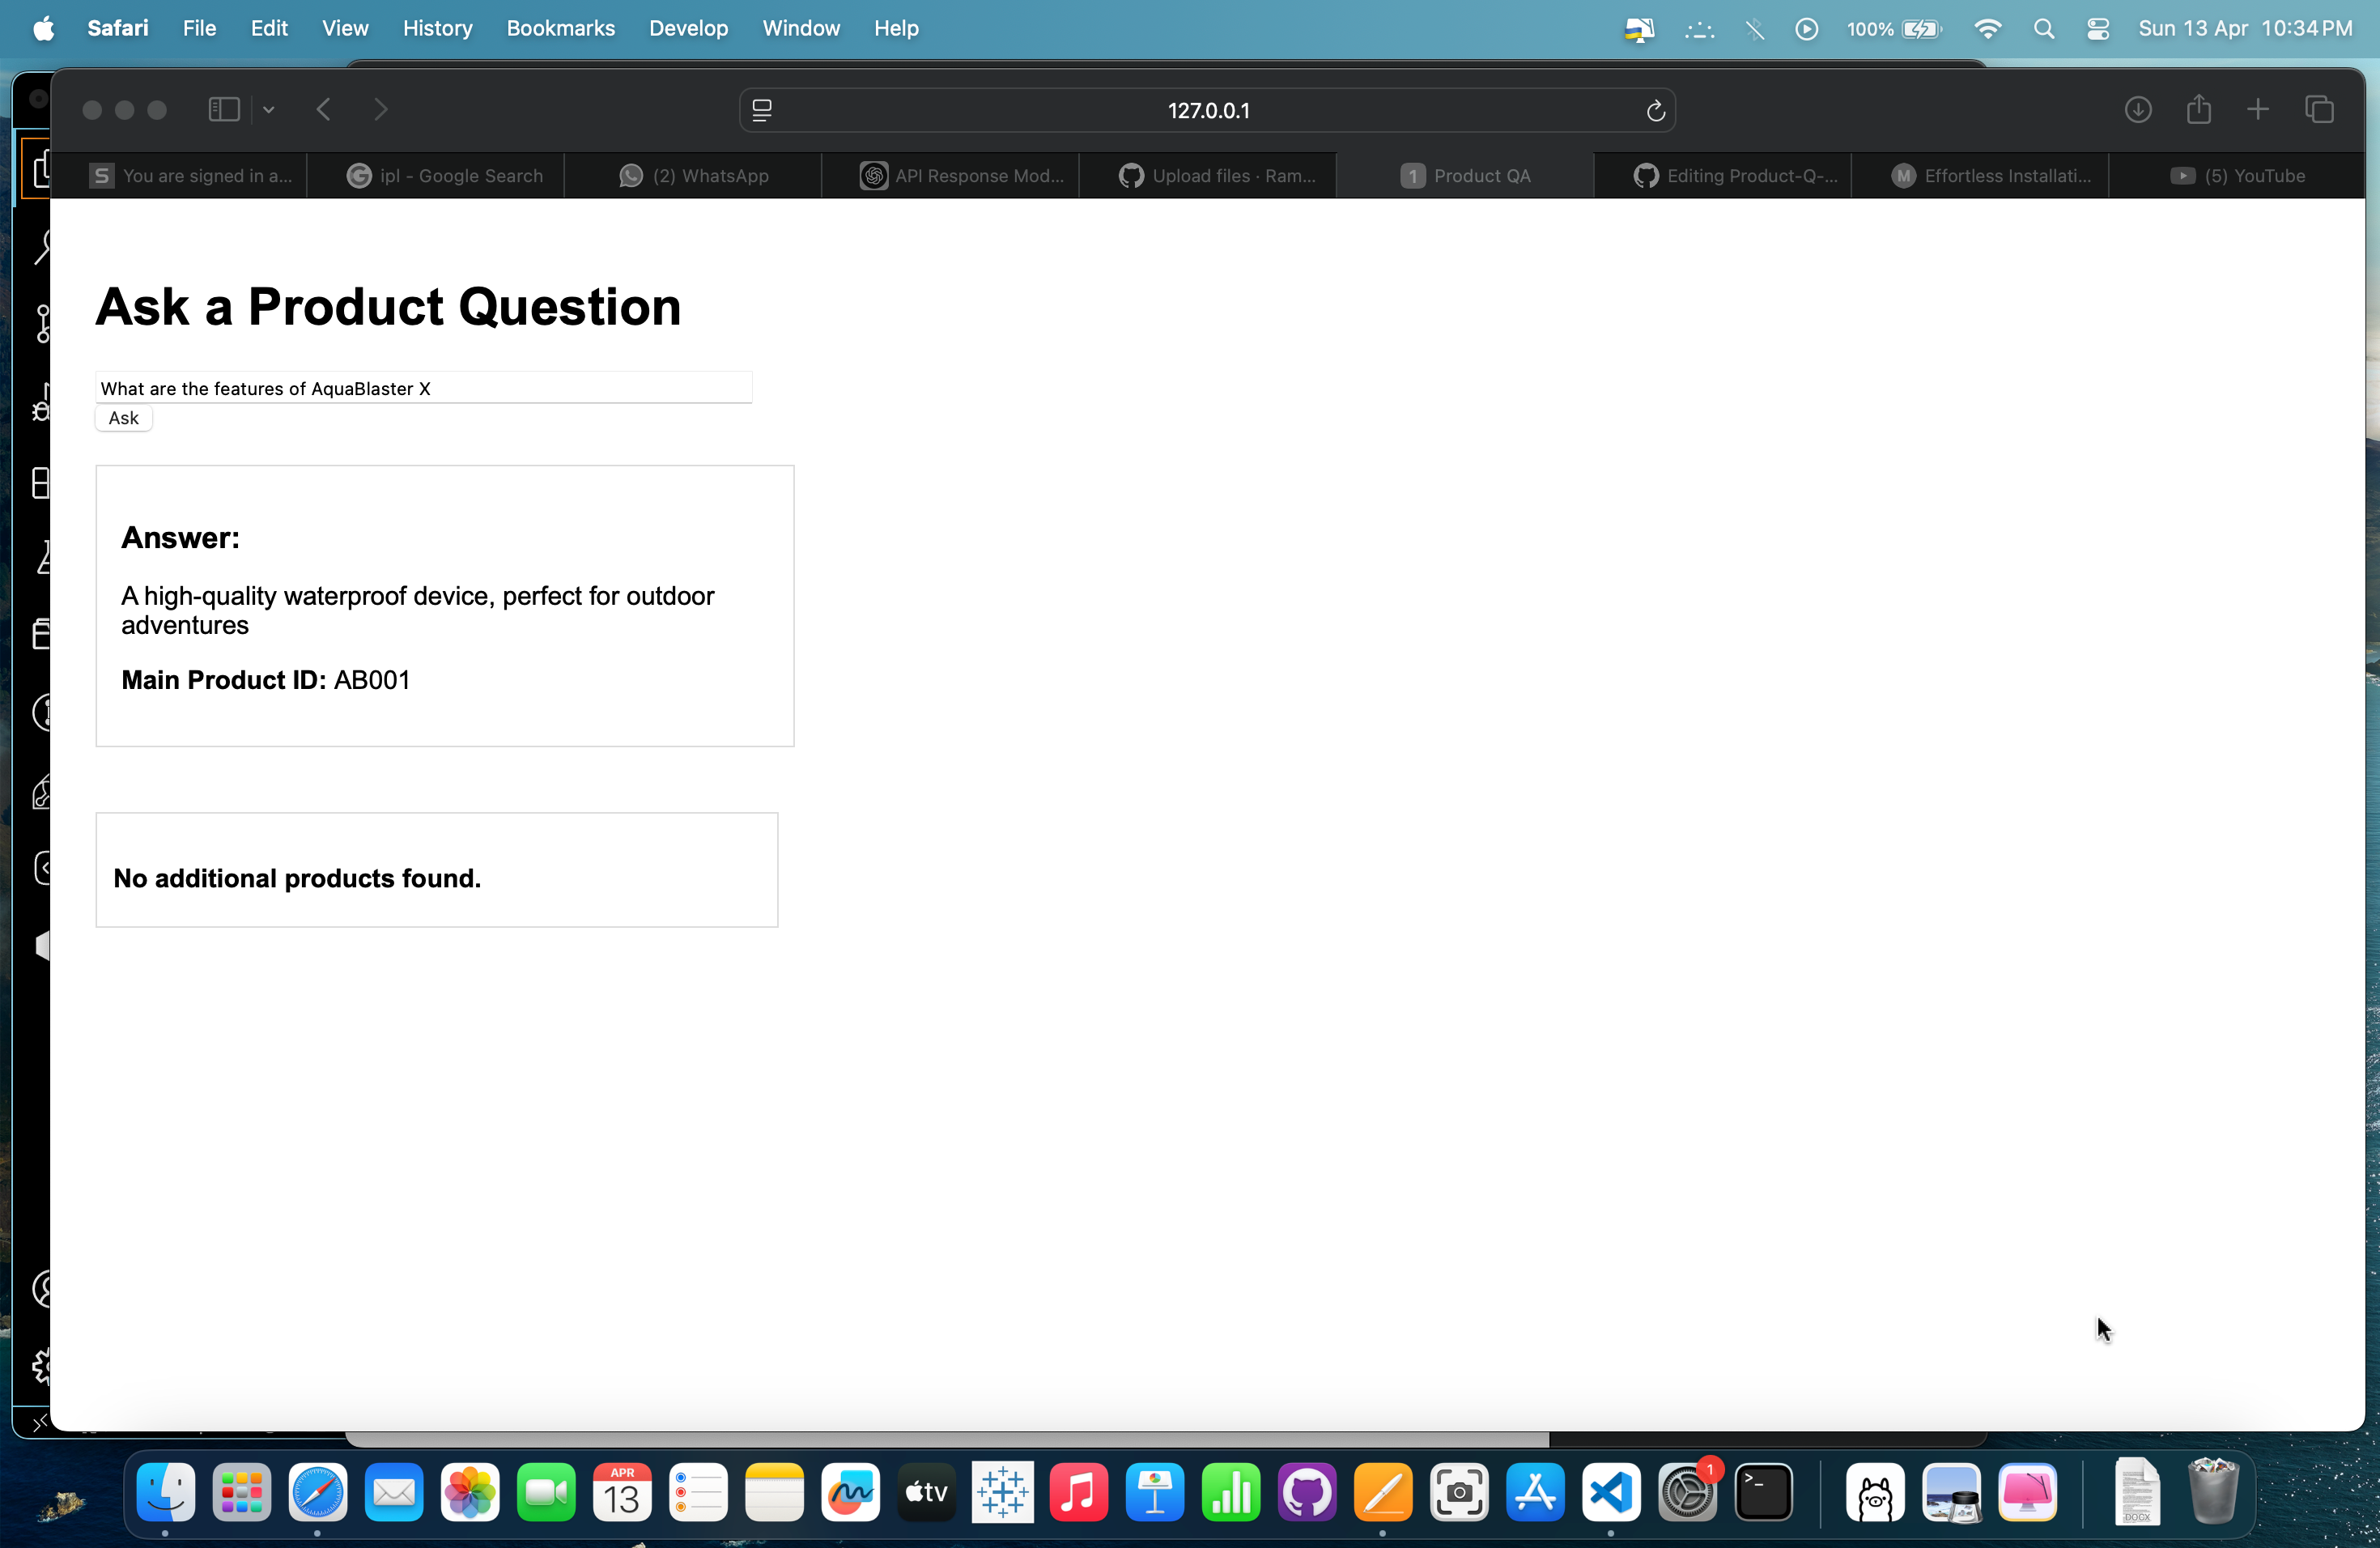 Safari File Edit View History Bookmarks Develop Window Help 100% Sun 13 Apr 10:34 PM
127.0.0.1
S You are signed in a... G ipl - Google Search (2) WhatsApp API Response Mod... Upload files · Ram... 1 Product QA Editing Product-Q-... M Effortless Installati... (5) YouTube
Ask a Product Question
What are the features of AquaBlaster X
Ask
Answer:
A high-quality waterproof device, perfect for outdoor
adventures
Main Product ID: AB001
No additional products found.
APR
13
tv
1
DOCX